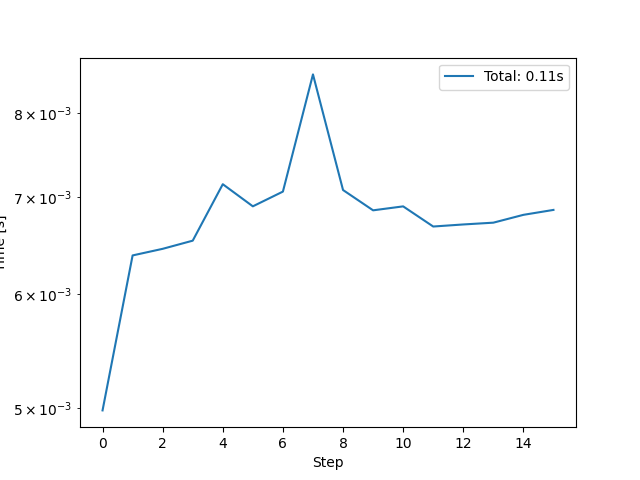 Total: 0.11s
8 × 10⁻³
7 × 10⁻³
6 × 10⁻³
5 × 10⁻³
Time [s]
0 2 4 6 8 10 12 14
Step